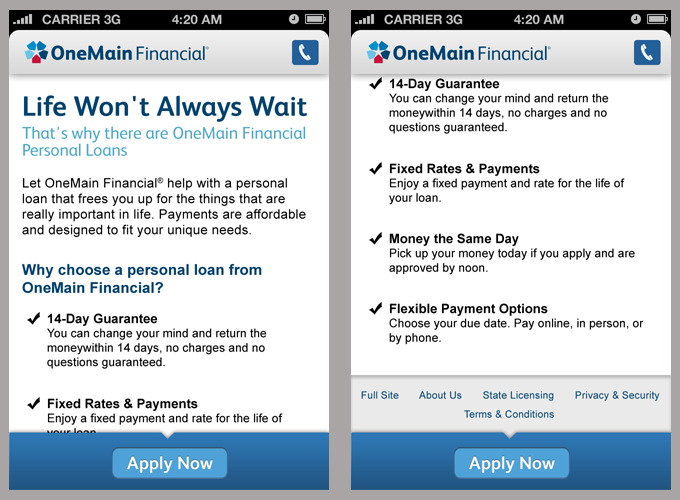 CARRIER 3G 4:20 AM
OneMain Financial®
Life Won't Always Wait
That's why there are OneMain Financial
Personal Loans
Let OneMain Financial® help with a personal
loan that frees you up for the things that are
really important in life. Payments are affordable
and designed to fit your unique needs.
Why choose a personal loan from
OneMain Financial?
14-Day Guarantee
You can change your mind and return the
moneywithin 14 days, no charges and no
questions guaranteed.
Fixed Rates & Payments
Enjoy a fixed payment and rate for the life of
your loan.
Apply Now
CARRIER 3G 4:20 AM
OneMain Financial®
14-Day Guarantee
You can change your mind and return the
moneywithin 14 days, no charges and no
questions guaranteed.
Fixed Rates & Payments
Enjoy a fixed payment and rate for the life of
your loan.
Money the Same Day
Pick up your money today if you apply and are
approved by noon.
Flexible Payment Options
Choose your due date. Pay online, in person, or
by phone.
Full Site About Us State Licensing Privacy & Security
Terms & Conditions
Apply Now